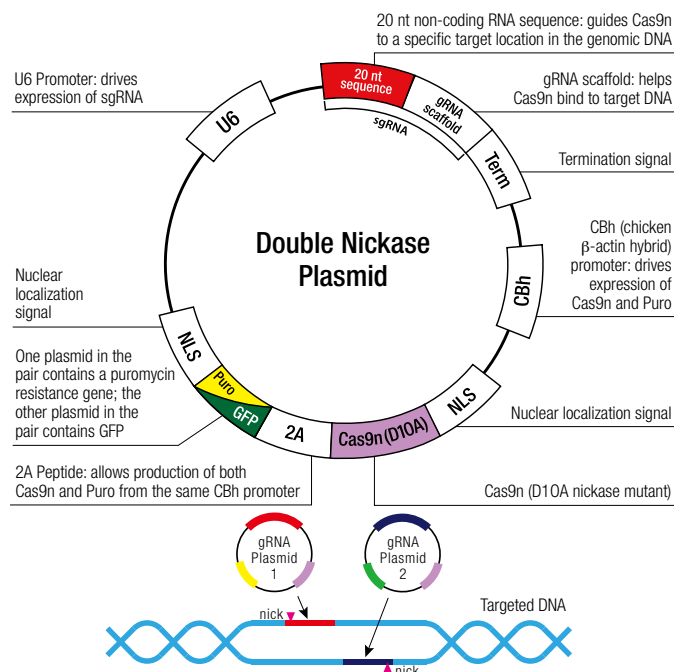 20 nt non-coding RNA sequence: guides Cas9n
to a specific target location in the genomic DNA
U6 Promoter: drives
expression of sgRNA
gRNA scaffold: helps
Cas9n bind to target DNA
Termination signal
CBh (chicken
β-actin hybrid)
promoter: drives
expression of
Cas9n and Puro
Nuclear
localization
signal
One plasmid in the
pair contains a puromycin
resistance gene; the
other plasmid in the
pair contains GFP
Nuclear localization signal
2A Peptide: allows production of both
Cas9n and Puro from the same CBh promoter
Cas9n (D10A nickase mutant)
U6
20 nt
sequence
gRNA
scaffold
sgRNA
Term
CBh
NLS
Cas9n (D10A)
2A
Puro
GFP
NLS
Double Nickase
Plasmid
gRNA
Plasmid
1
gRNA
Plasmid
2
Targeted DNA
nick
nick